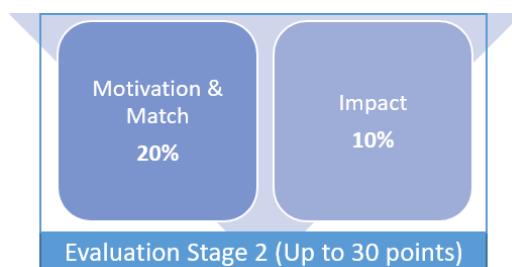 Motivation &
Match
20%
Impact
10%
Evaluation Stage 2 (Up to 30 points)